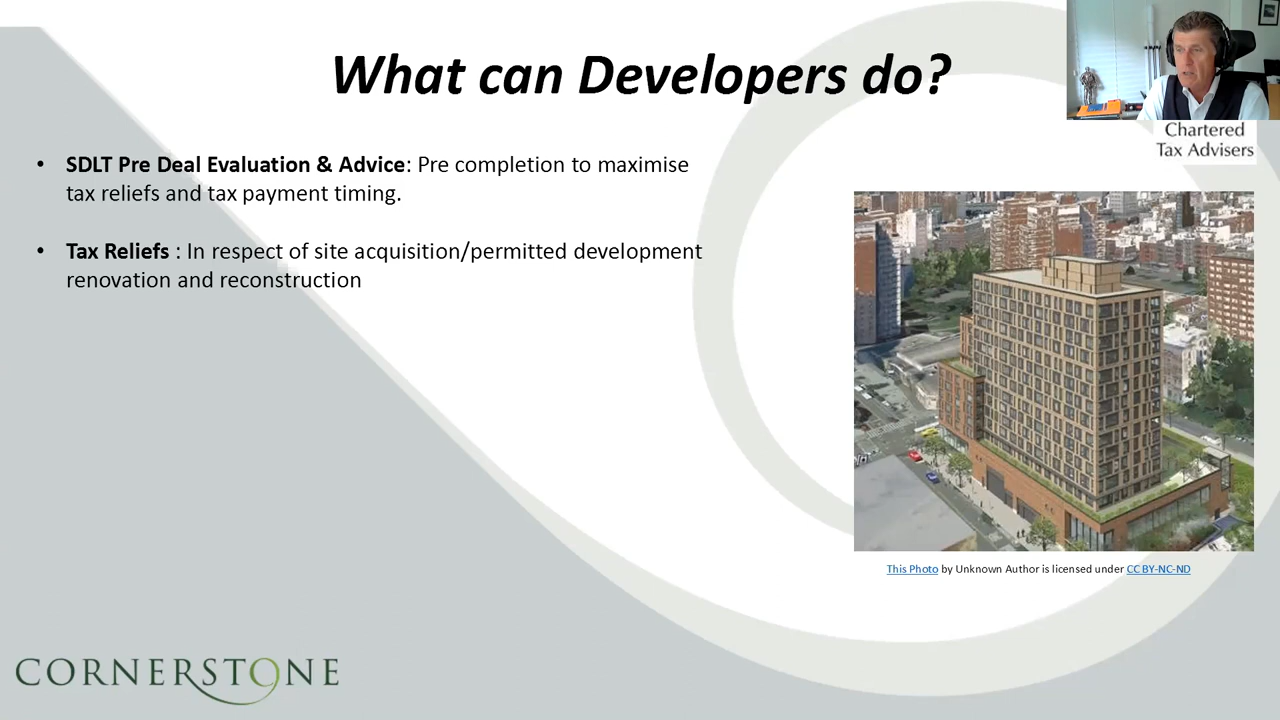 What can Developers do?
Chartered
Tax Advisers
• SDLT Pre Deal Evaluation & Advice: Pre completion to maximise
tax reliefs and tax payment timing.
• Tax Reliefs : In respect of site acquisition/permitted development
renovation and reconstruction
This Photo by Unknown Author is licensed under CC BY-NC-ND
CORNERSTONE